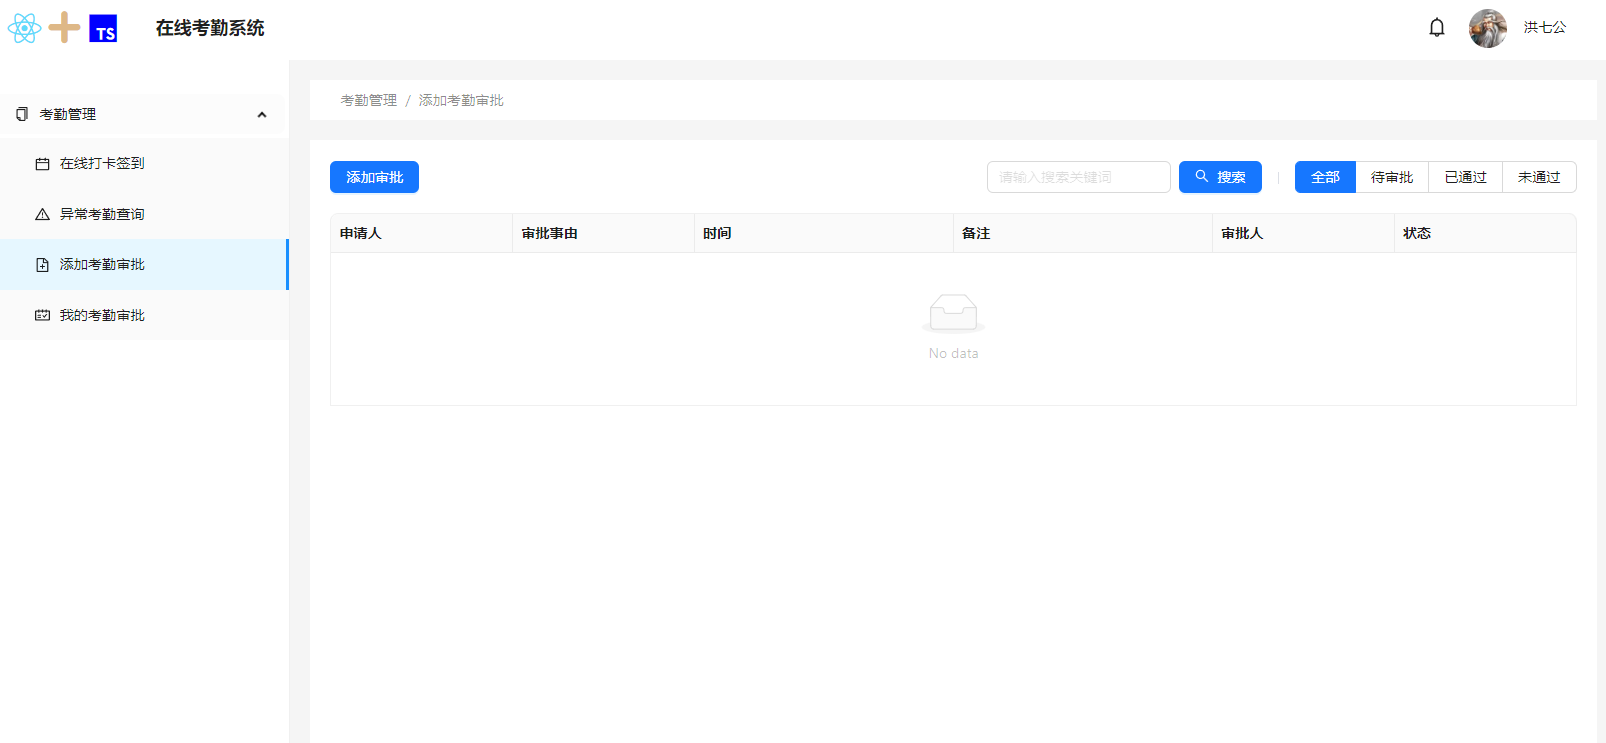 TS 在线考勤系统 洪七公
考勤管理
在线打卡签到
异常考勤查询
添加考勤审批
我的考勤审批
考勤管理 / 添加考勤审批
添加审批 请输入搜索关键词 搜索 全部 待审批 已通过 未通过
申请人 审批事由 时间 备注 审批人 状态
No data